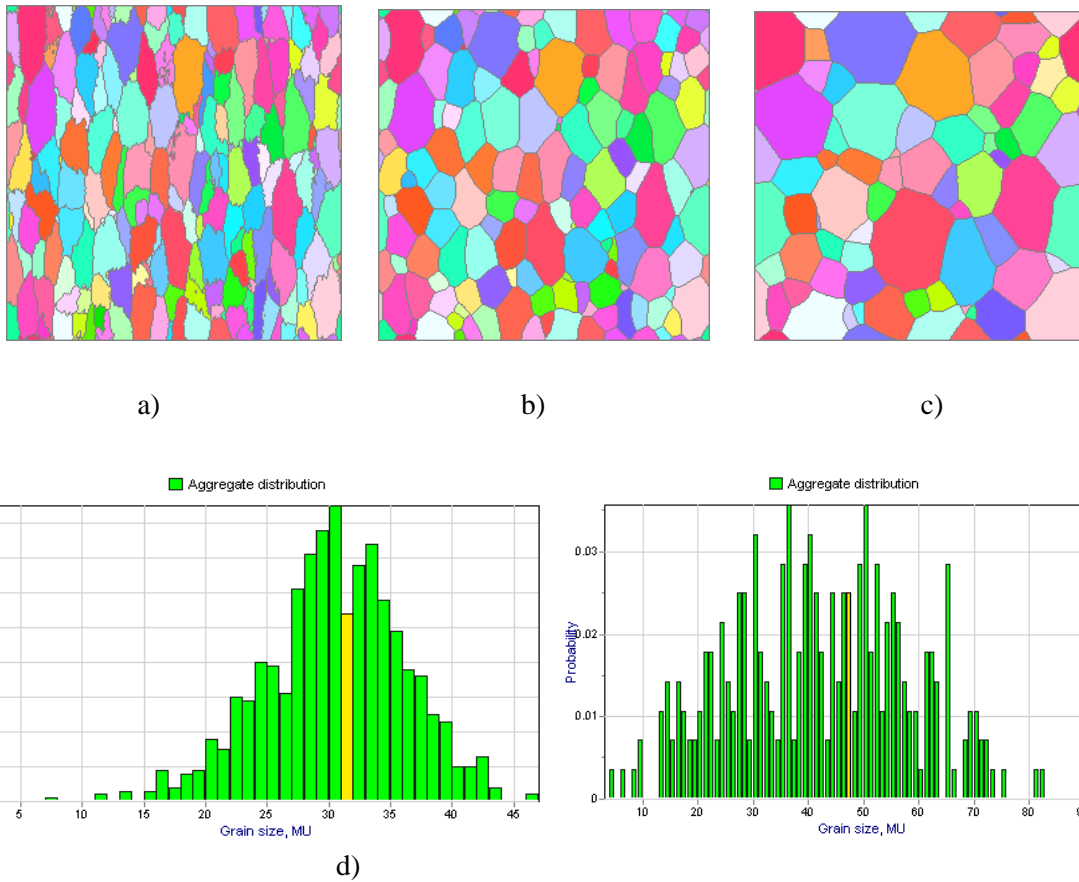 a)
b)
c)
Aggregate distribution
5 10 15 20 25 30 35 40 45
Grain size, MU
Aggregate distribution
Probability
0.03
0.02
0.01
0
10 20 30 40 50 60 70 80
Grain size, MU
d)